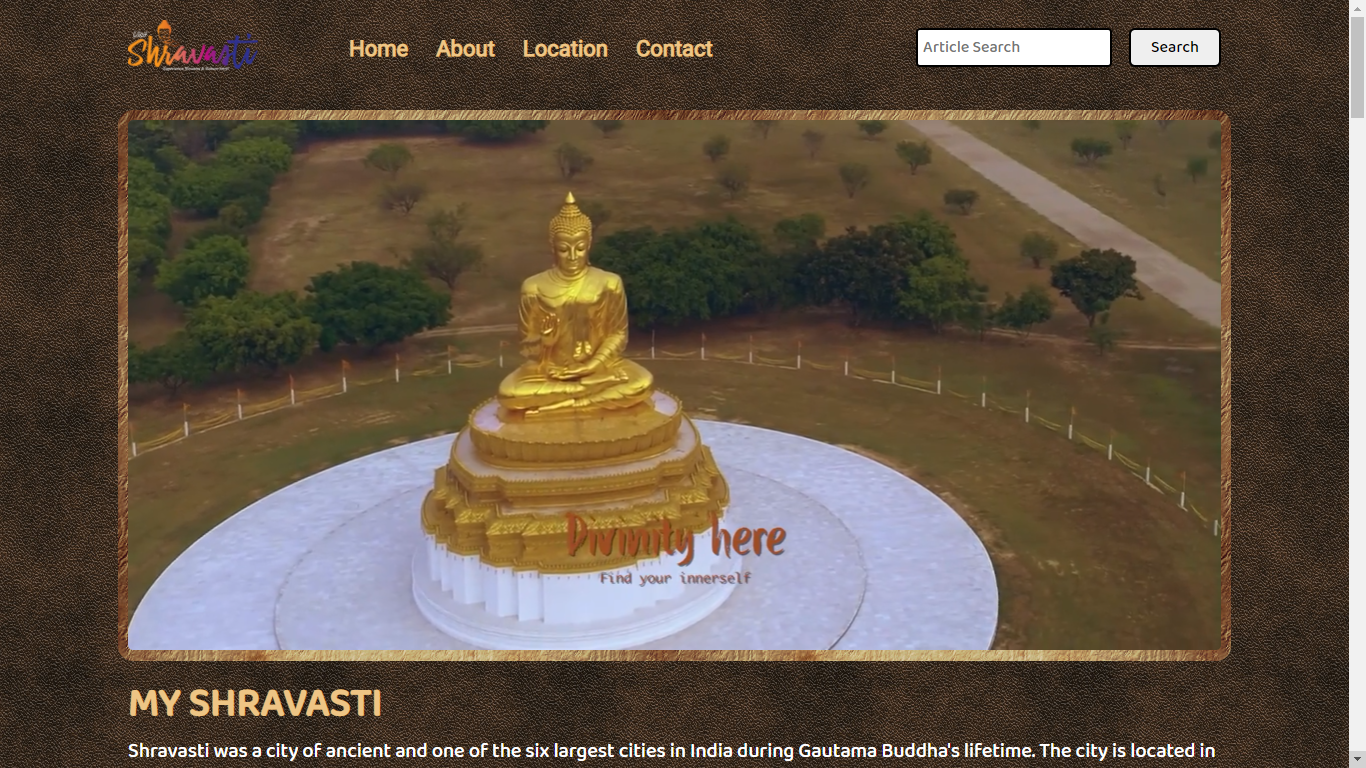 Visit
Shravasti
Home
About
Location
Contact
Article Search
Search
Divinity here
Find your innerself
MY SHRAVASTI
Shravasti was a city of ancient and one of the six largest cities in India during Gautama Buddha's lifetime. The city is located in